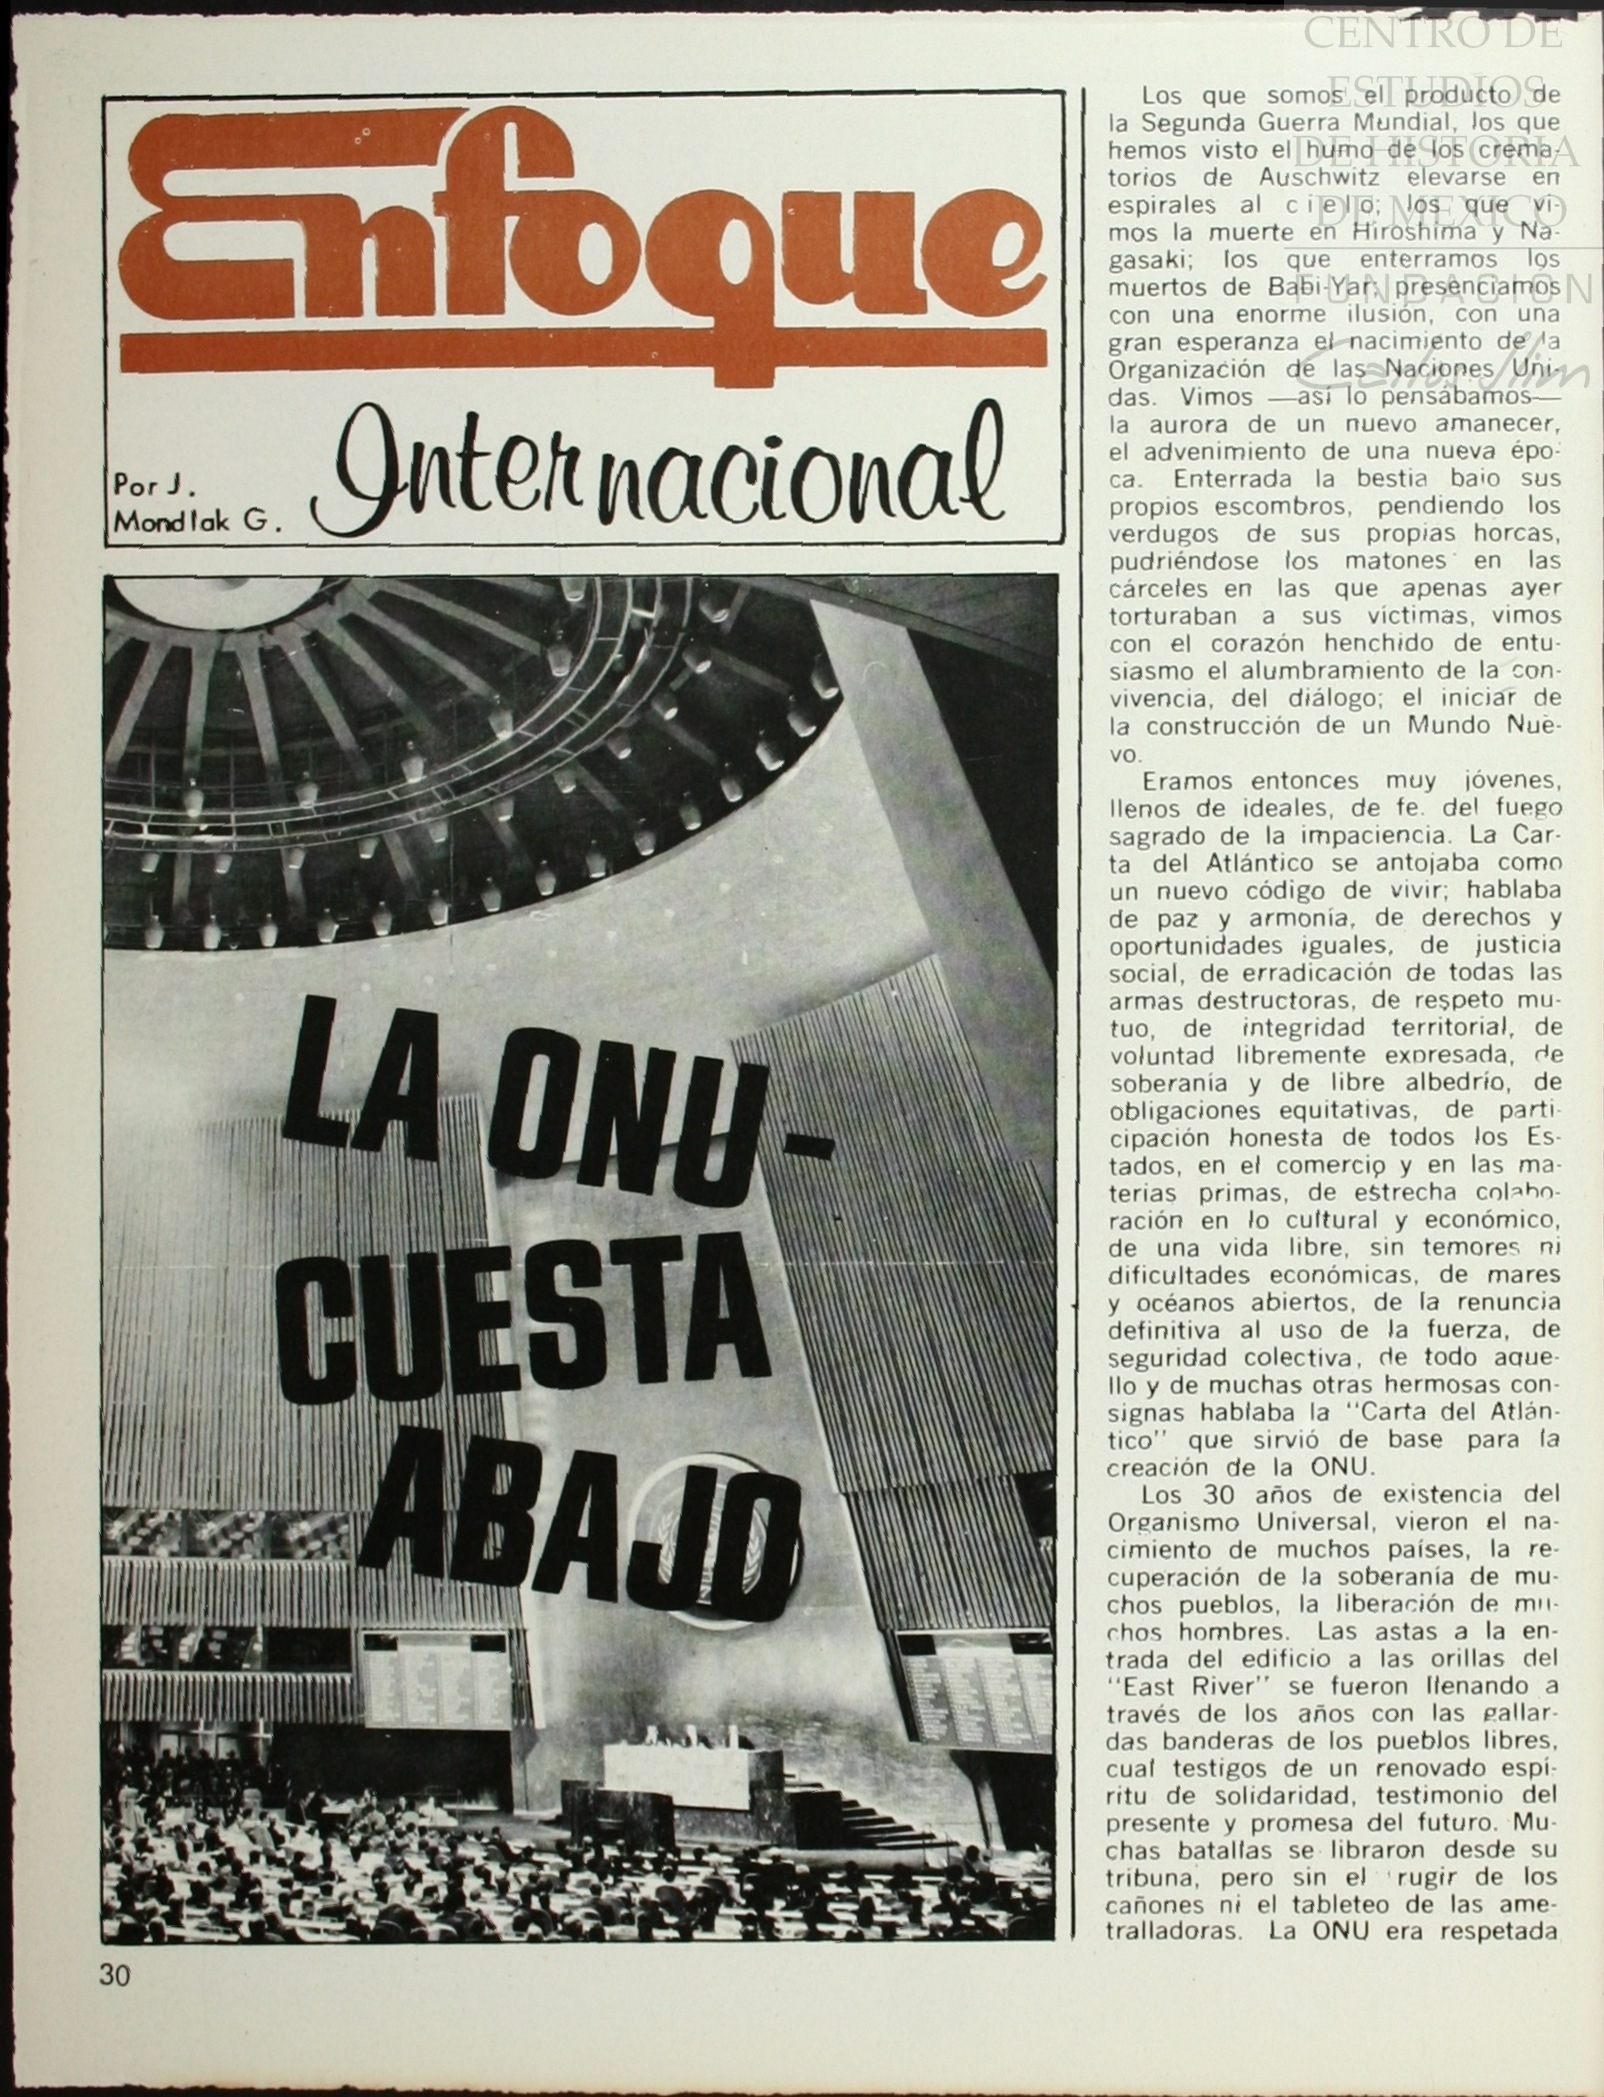 CENTRO DE
ESTUDIOS
DE HISTORIA
DE MEXICO
FUNDACIÓN
Carlos Slim
Enfoque
Internacional
Por J.
Mondlak G.
LA ONU-
CUESTA
ABAJO
Los que somos el producto de
la Segunda Guerra Mundial, los que
hemos visto el humo de los crema-
torios de Auschwitz elevarse en
espirales al cielo; los que vi-
mos la muerte en Hiroshima y Na-
gasaki; los que enterramos los
muertos de Babi-Yar; presenciamos
con una enorme ilusión, con una
gran esperanza el nacimiento de la
Organización de las Naciones Uni-
das. Vimos —así lo pensábamos—
la aurora de un nuevo amanecer,
el advenimiento de una nueva épo-
ca. Enterrada la bestia bajo sus
propios escombros, pendiendo los
verdugos de sus propias horcas,
pudriéndose los matones en las
cárceles en las que apenas ayer
torturaban a sus víctimas, vimos
con el corazón henchido de entu-
siasmo el alumbramiento de la con-
vivencia, del diálogo; el iniciar de
la construcción de un Mundo Nue-
vo.
Eramos entonces muy jóvenes,
llenos de ideales, de fe. del fuego
sagrado de la impaciencia. La Car-
ta del Atlántico se antojaba como
un nuevo código de vivir; hablaba
de paz y armonía, de derechos y
oportunidades iguales, de justicia
social, de erradicación de todas las
armas destructoras, de respeto mu-
tuo, de integridad territorial, de
voluntad libremente expresada, de
soberanía y de libre albedrío, de
obligaciones equitativas, de parti-
cipación honesta de todos los Es-
tados, en el comercio y en las ma-
terias primas, de estrecha colabo-
ración en lo cultural y económico,
de una vida libre, sin temores ni
dificultades económicas, de mares
y océanos abiertos, de la renuncia
definitiva al uso de la fuerza, de
seguridad colectiva, de todo aque-
llo y de muchas otras hermosas con-
signas hablaba la "Carta del Atlán-
tico" que sirvió de base para la
creación de la ONU.
Los 30 años de existencia del
Organismo Universal, vieron el na-
cimiento de muchos países, la re-
cuperación de la soberanía de mu-
chos pueblos, la liberación de mu-
chos hombres. Las astas a la en-
trada del edificio a las orillas del
"East River" se fueron llenando a
través de los años con las gallar-
das banderas de los pueblos libres,
cual testigos de un renovado espí-
ritu de solidaridad, testimonio del
presente y promesa del futuro. Mu-
chas batallas se libraron desde su
tribuna, pero sin el rugir de los
cañones ni el tableteo de las ame-
tralladoras. La ONU era respetada
30